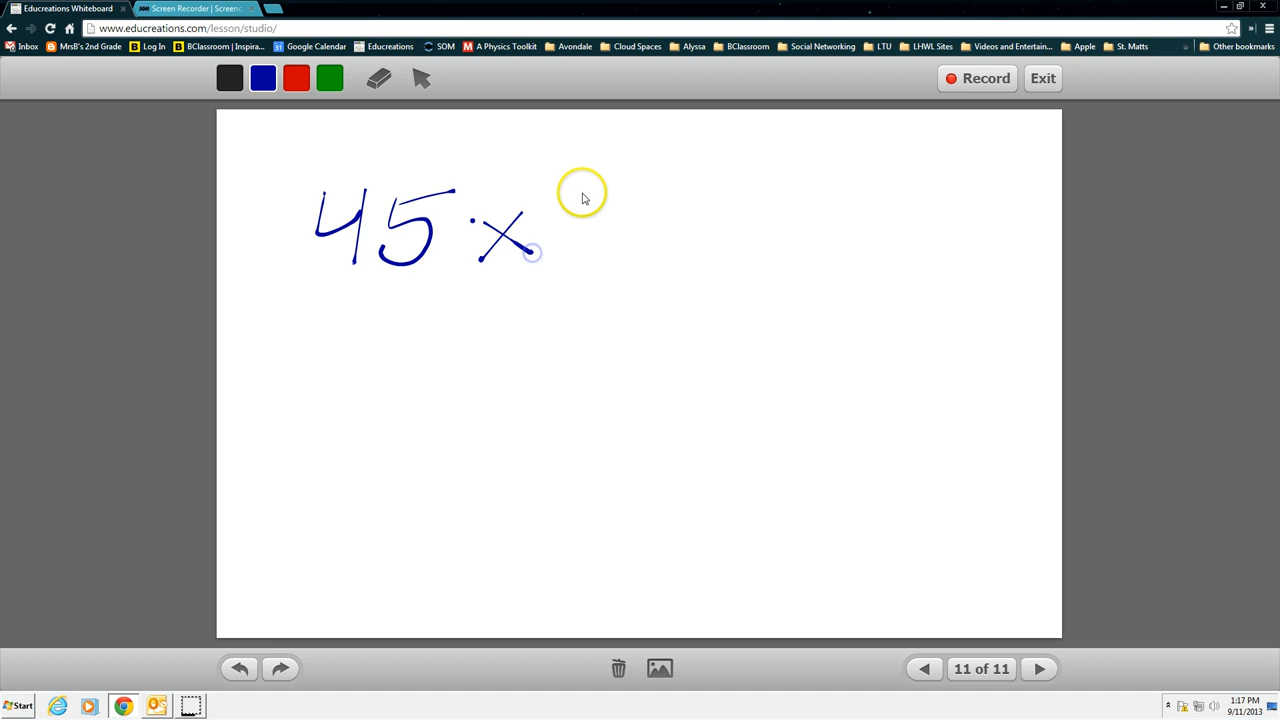 Educreations Whiteboard
Screen Recorder | Screenc
www.educreations.com/lesson/studio/
Inbox
MrsB's 2nd Grade
Log In
BClassroom | Inspira...
Google Calendar
Educreations
SOM
A Physics Toolkit
Avondale
Cloud Spaces
Alyssa
BClassroom
Social Networking
LTU
LHWL Sites
Videos and Entertain...
Apple
St. Matts
Other bookmarks
Record
Exit
45 · x
11 of 11
Start
1:17 PM
9/11/2013